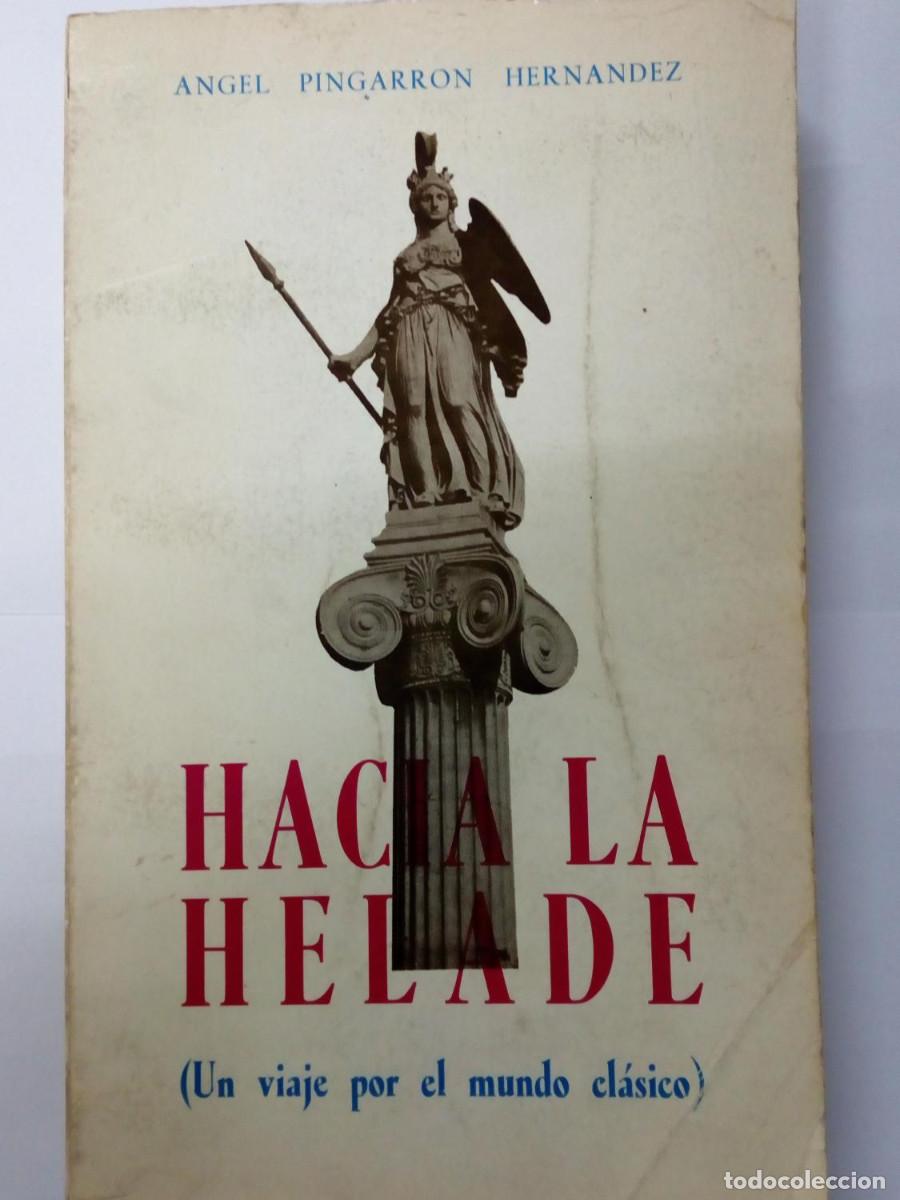 ANGEL PINGARRON HERNANDEZ
HACIA LA
HELADE
(Un viaje por el mundo clásico)
todocoleccion